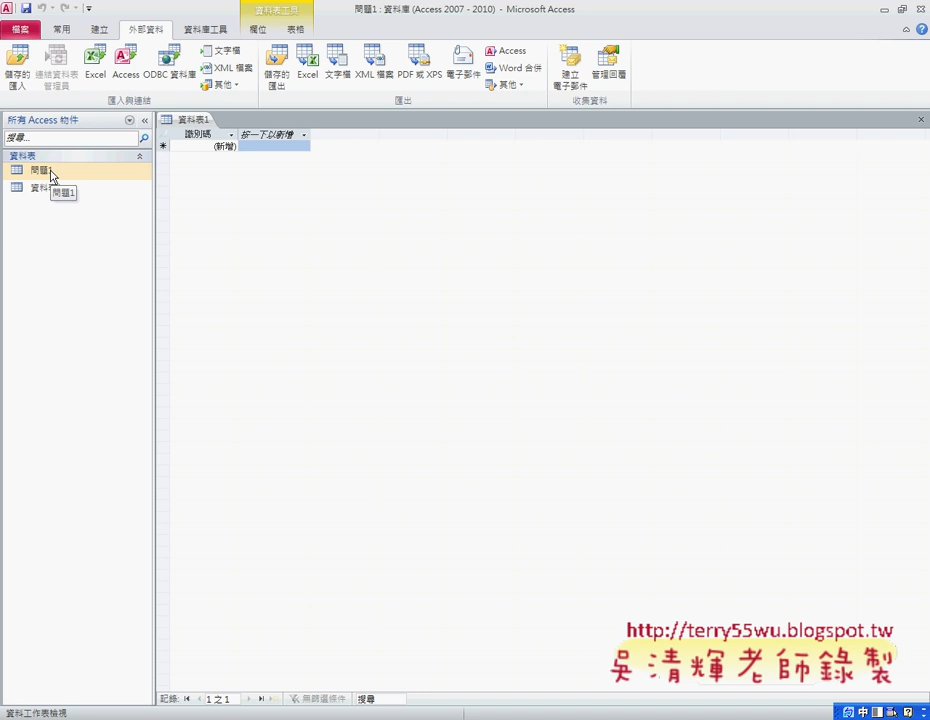 問題1 : 資料庫 (Access 2007 - 2010) - Microsoft Access
資料表工具
檔案 常用 建立 外部資料 資料庫工具 欄位 表格
儲存的匯入 連結資料表管理員 Excel Access ODBC 資料庫 文字檔 XML 檔案 其他
匯入與連結
儲存的匯出 Excel 文字檔 XML 檔案 PDF 或 XPS 電子郵件 Access Word 合併 其他
匯出
建立電子郵件 管理回覆
收集資料
所有 Access 物件
搜尋...
資料表
問題1
資料
問題1
資料表1
識別碼 按一下以新增
(新增)
http://terry55wu.blogspot.tw
吳清輝老師錄製
記錄: 1 之 1 無篩選條件 搜尋
資料工作表檢視
中